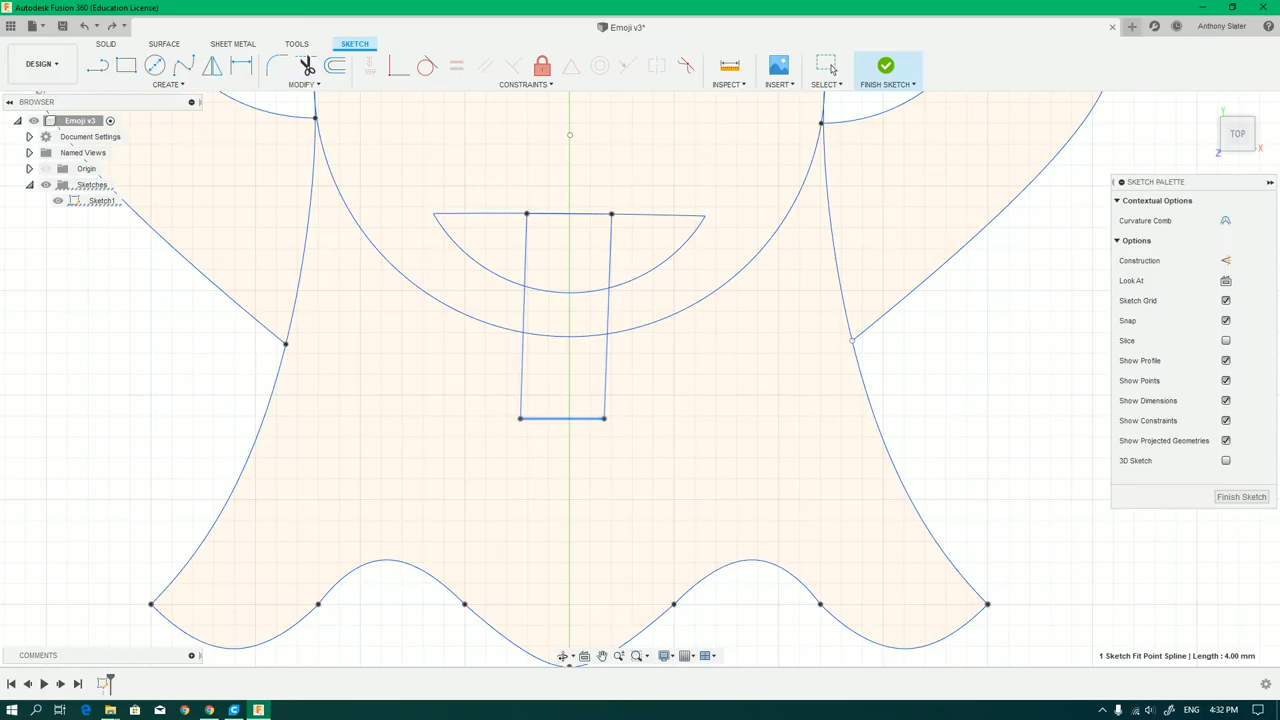 Autodesk Fusion 360 (Education License)
Emoji v3*
Anthony Slater
SOLID SURFACE SHEET METAL TOOLS SKETCH
DESIGN
CREATE MODIFY CONSTRAINTS INSPECT INSERT SELECT FINISH SKETCH
BROWSER
Emoji v3
Document Settings
Named Views
Origin
Sketches
Sketch1
Y
TOP
X
Z
SKETCH PALETTE
Contextual Options
Curvature Comb
Options
Construction
Look At
Sketch Grid
Snap
Slice
Show Profile
Show Points
Show Dimensions
Show Constraints
Show Projected Geometries
3D Sketch
Finish Sketch
COMMENTS
1 Sketch Fit Point Spline | Length : 4.00 mm
ENG 4:32 PM